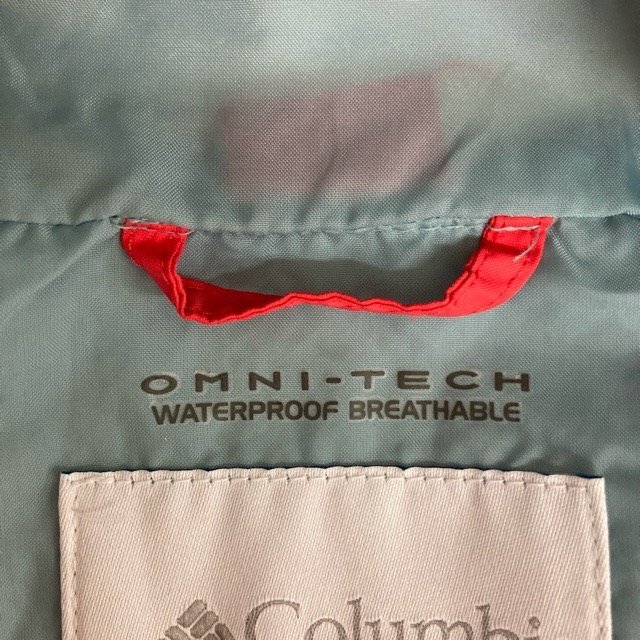 OMNI-TECH
WATERPROOF BREATHABLE
Columbi